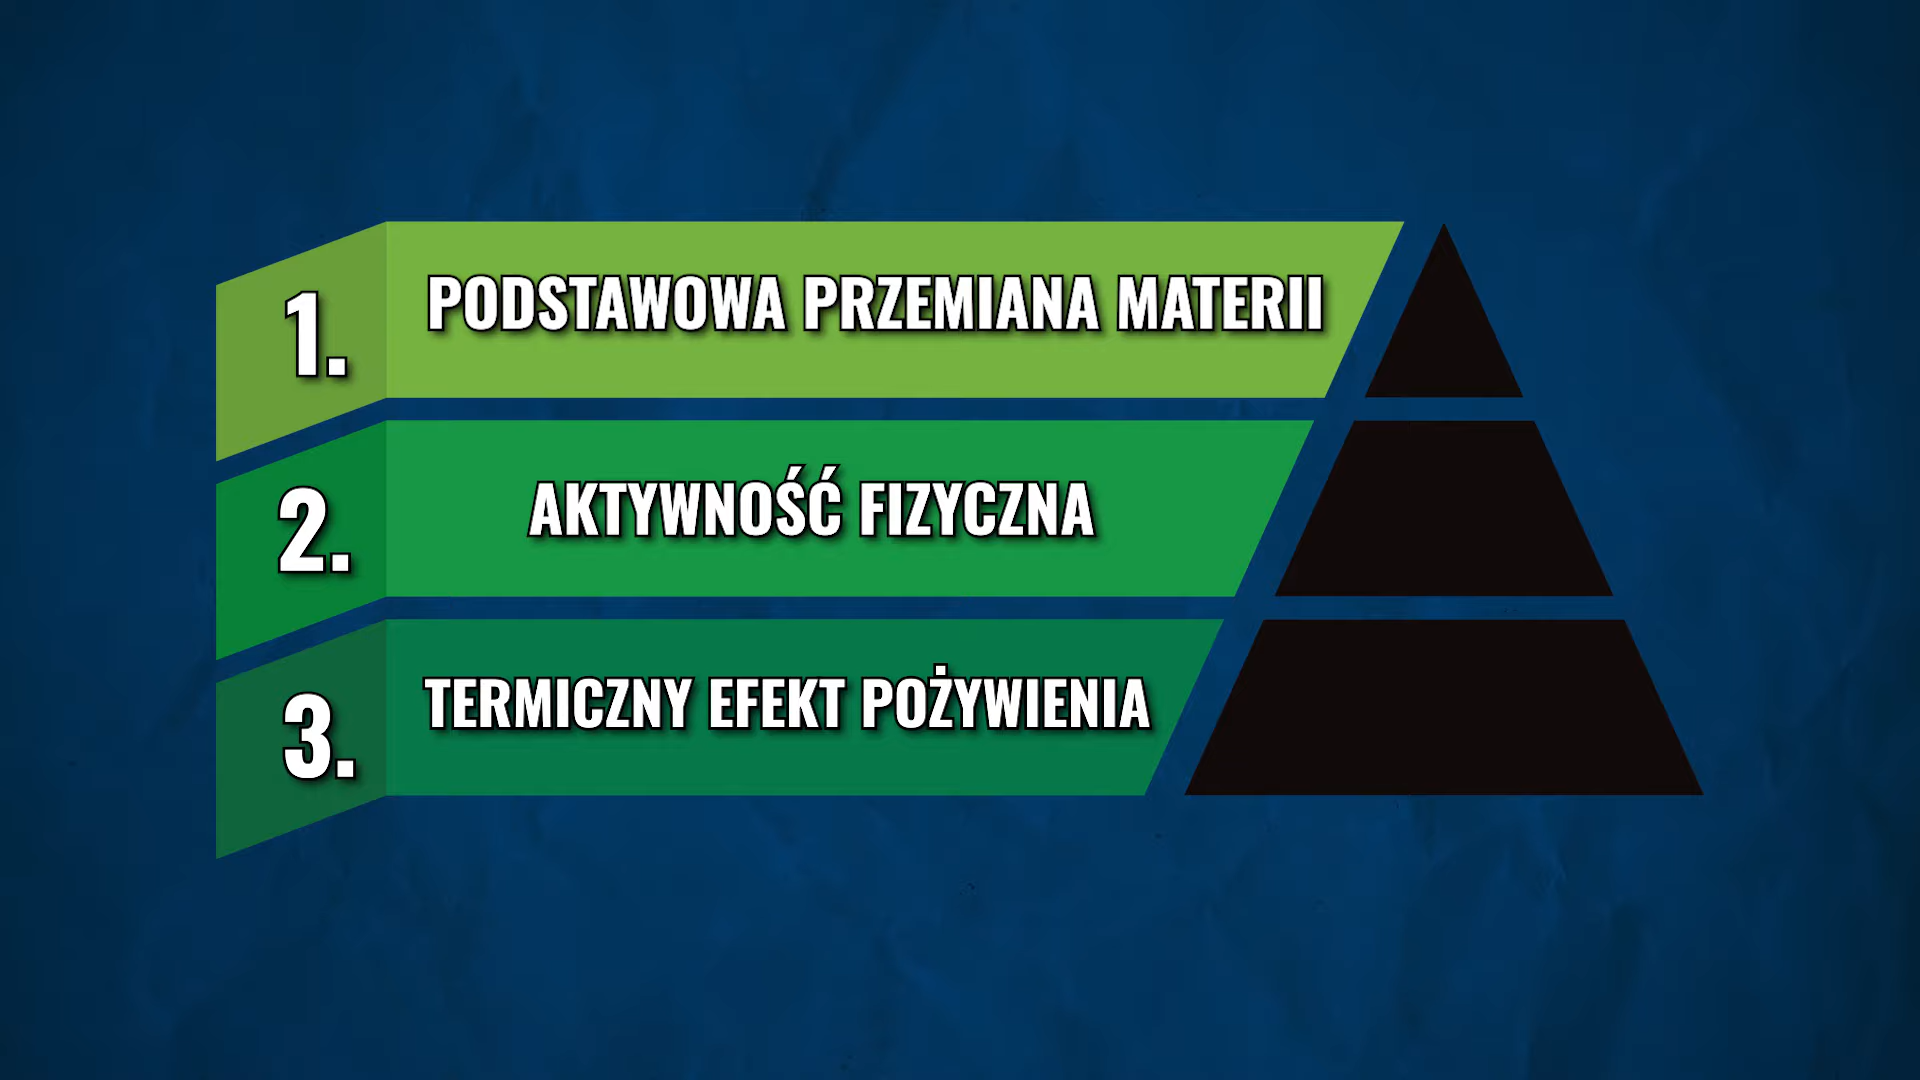 1. PODSTAWOWA PRZEMIANA MATERII
2. AKTYWNOŚĆ FIZYCZNA
3. TERMICZNY EFEKT POŻYWIENIA